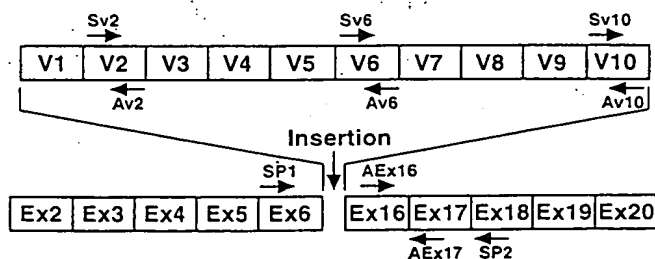 Sv2 Sv6 Sv10
V1 V2 V3 V4 V5 V6 V7 V8 V9 V10
Av2 Av6 Av10
Insertion
SP1 AEx16
Ex2 Ex3 Ex4 Ex5 Ex6 Ex16 Ex17 Ex18 Ex19 Ex20
AEx17 SP2